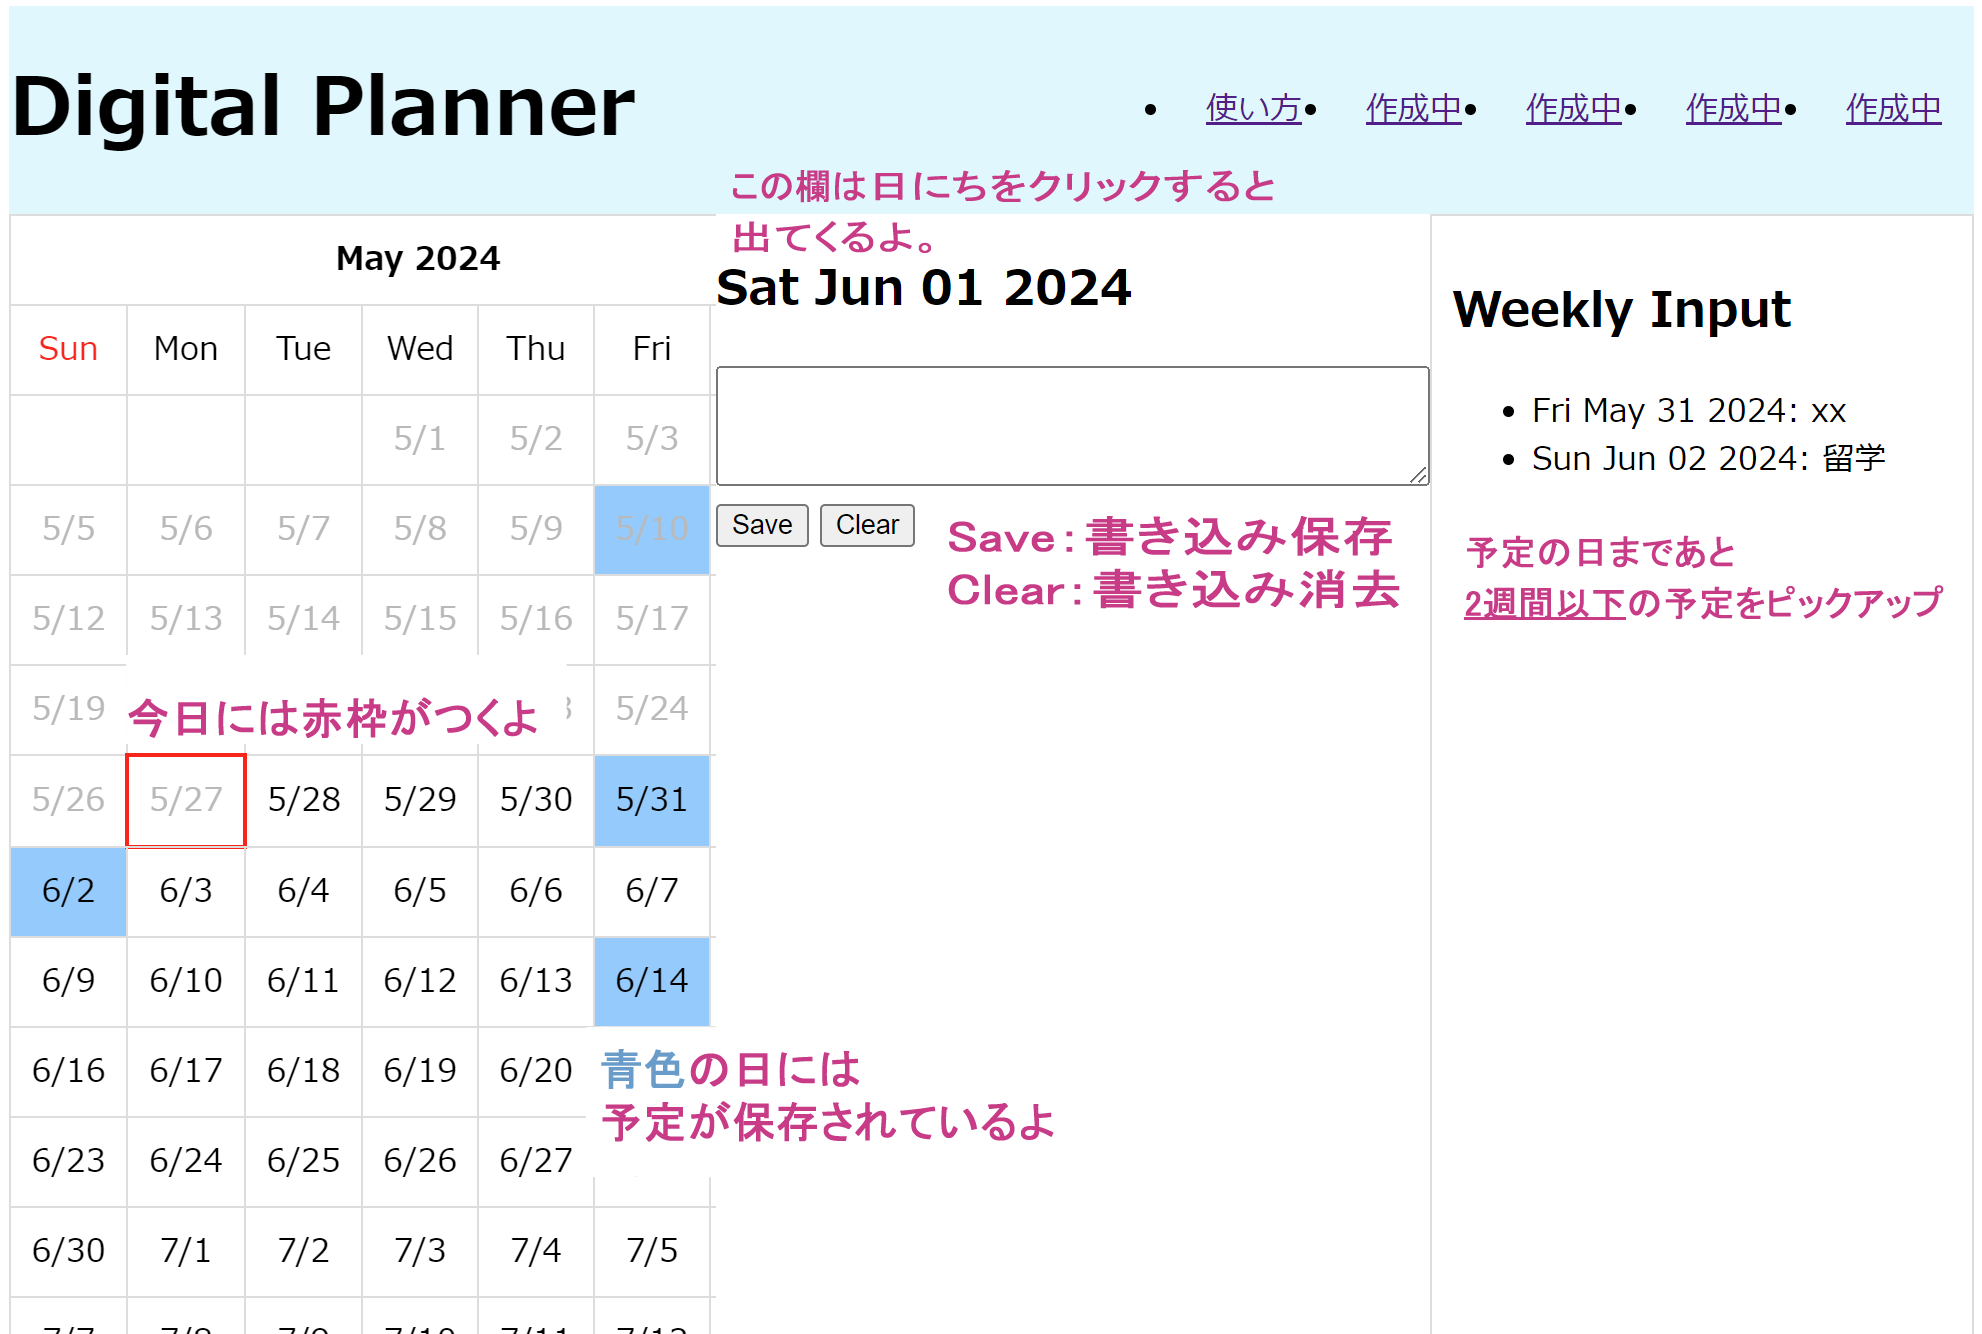 Digital Planner
使い方 作成中 作成中 作成中 作成中
この欄は日にちをクリックすると
出てくるよ。
May 2024
Sun Mon Tue Wed Thu Fri
5/1 5/2 5/3
5/5 5/6 5/7 5/8 5/9 5/10
5/12 5/13 5/14 5/15 5/16 5/17
5/19 5/24
今日には赤枠がつくよ
5/26 5/27 5/28 5/29 5/30 5/31
6/2 6/3 6/4 6/5 6/6 6/7
6/9 6/10 6/11 6/12 6/13 6/14
6/16 6/17 6/18 6/19 6/20
6/23 6/24 6/25 6/26 6/27
6/30 7/1 7/2 7/3 7/4 7/5
青色の日には
予定が保存されているよ
Sat Jun 01 2024
Save Clear
Save：書き込み保存
Clear：書き込み消去
Weekly Input
Fri May 31 2024: xx
Sun Jun 02 2024: 留学
予定の日まであと
2週間以下の予定をピックアップ